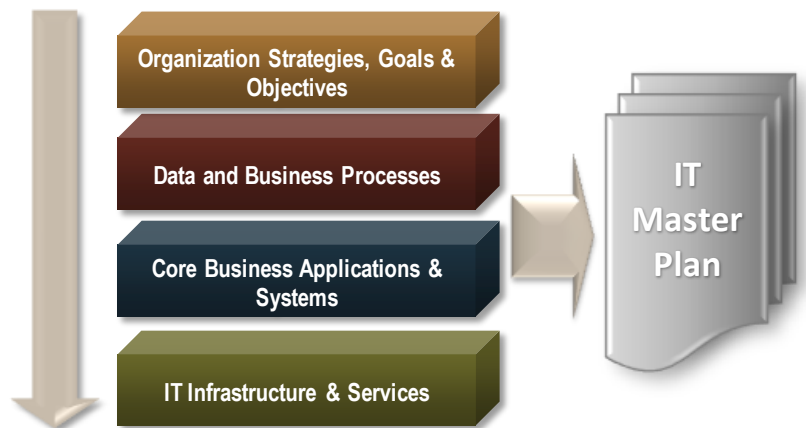 Organization Strategies, Goals &
Objectives
Data and Business Processes
Core Business Applications &
Systems
IT Infrastructure & Services
IT
Master
Plan